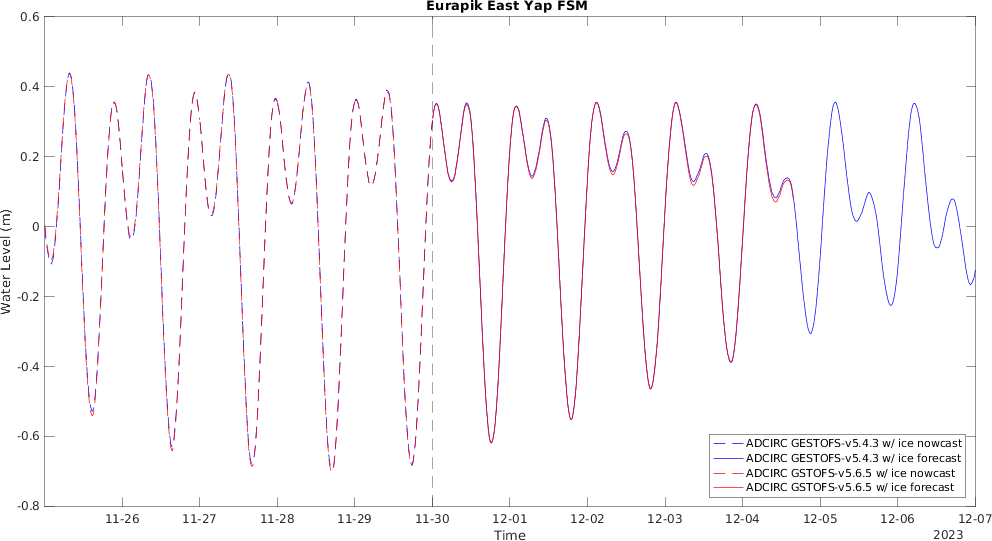 Eurapik East Yap FSM
0.6
0.4
0.2
0
-0.2
-0.4
-0.6
-0.8
Water Level (m)
ADCIRC GESTOFS-v5.4.3 w/ ice nowcast
ADCIRC GESTOFS-v5.4.3 w/ ice forecast
ADCIRC GSTOFS-v5.6.5 w/ ice nowcast
ADCIRC GSTOFS-v5.6.5 w/ ice forecast
11-26 11-27 11-28 11-29 11-30 12-01 12-02 12-03 12-04 12-05 12-06 12-07
Time
2023